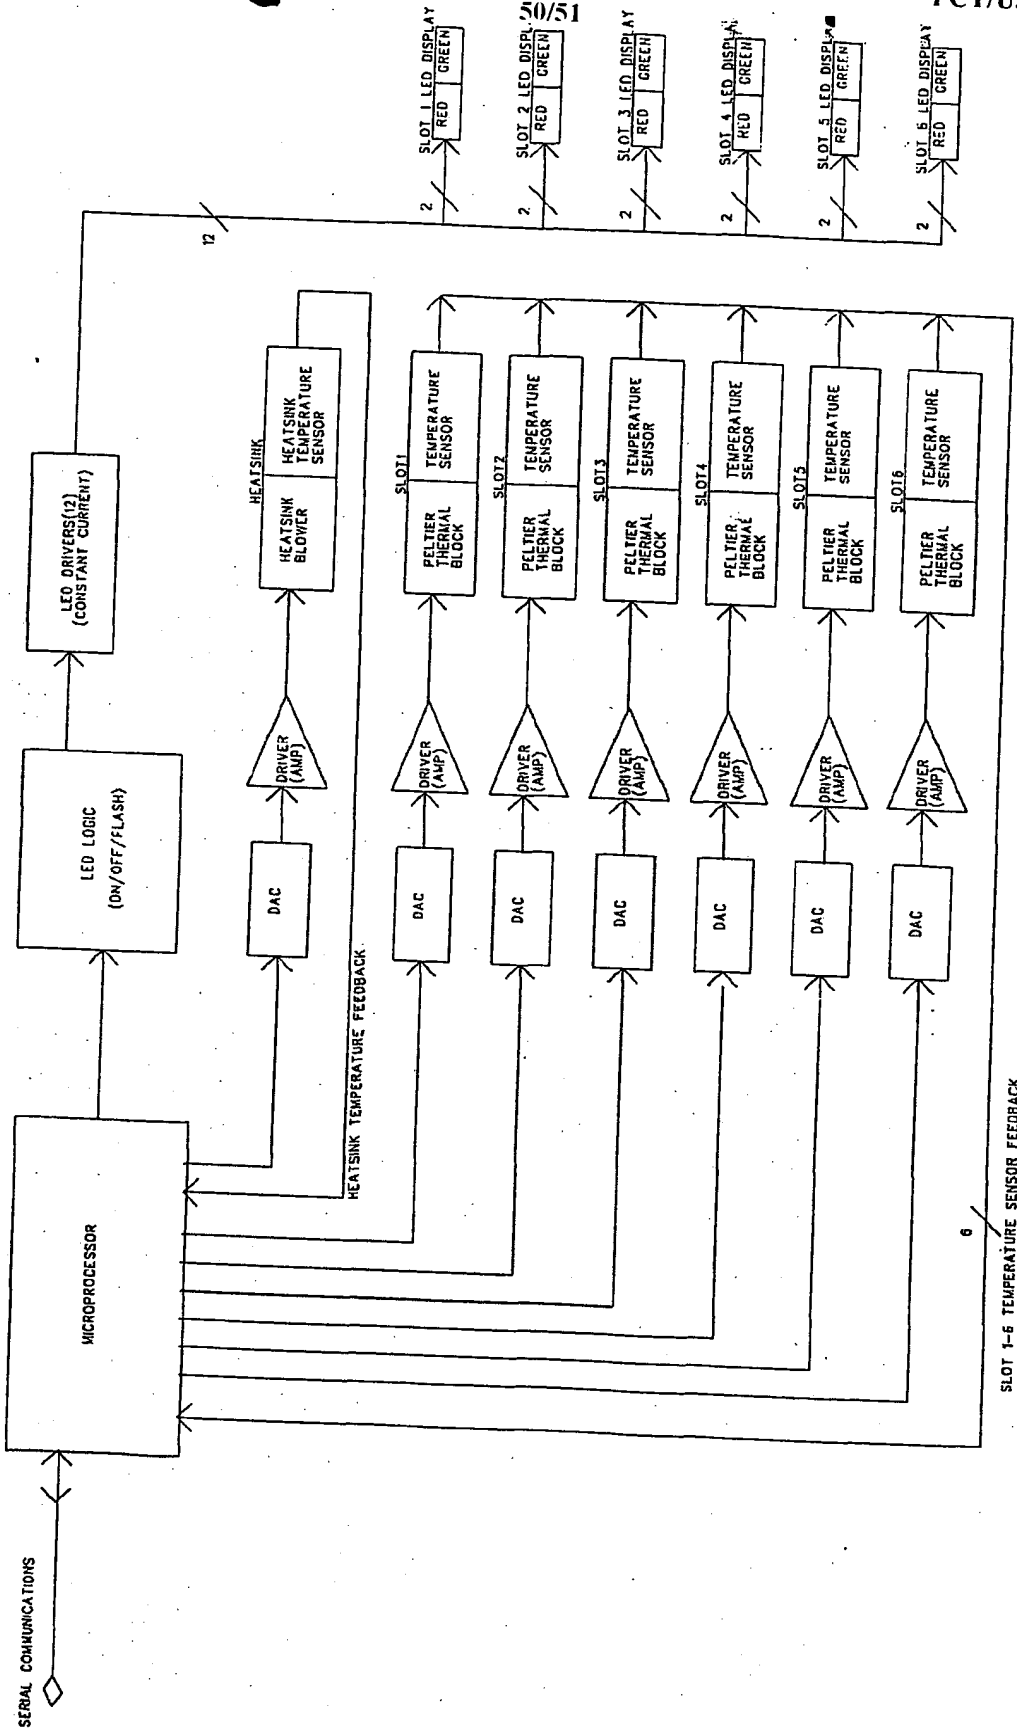 50/51
SERIAL COMMUNICATIONS
MICROPROCESSOR
LED LOGIC
(ON/OFF/FLASH)
LED DRIVERS(12)
(CONSTANT CURRENT)
12
HEATSINK
DAC
DRIVER
(AMP)
HEATSINK
BLOWER
HEATSINK
TEMPERATURE
SENSOR
HEATSINK TEMPERATURE FEEDBACK
SLOT1
DAC
DRIVER
(AMP)
PELTIER
THERMAL
BLOCK
TEMPERATURE
SENSOR
2
SLOT 1 LED DISPLAY
RED
GREEN
SLOT2
DAC
DRIVER
(AMP)
PELTIER
THERMAL
BLOCK
TEMPERATURE
SENSOR
2
SLOT 2 LED DISPLAY
RED
GREEN
SLOT3
DAC
DRIVER
(AMP)
PELTIER
THERMAL
BLOCK
TEMPERATURE
SENSOR
2
SLOT 3 LED DISPLAY
RED
GREEN
SLOT4
DAC
DRIVER
(AMP)
PELTIER
THERMAL
BLOCK
TEMPERATURE
SENSOR
2
SLOT 4 LED DISPLAY
RED
GREEN
SLOT5
DAC
DRIVER
(AMP)
PELTIER
THERMAL
BLOCK
TEMPERATURE
SENSOR
2
SLOT 5 LED DISPLAY
RED
GREEN
SLOT6
DAC
DRIVER
(AMP)
PELTIER
THERMAL
BLOCK
TEMPERATURE
SENSOR
2
SLOT 6 LED DISPLAY
RED
GREEN
6
SLOT 1-6 TEMPERATURE SENSOR FEEDBACK